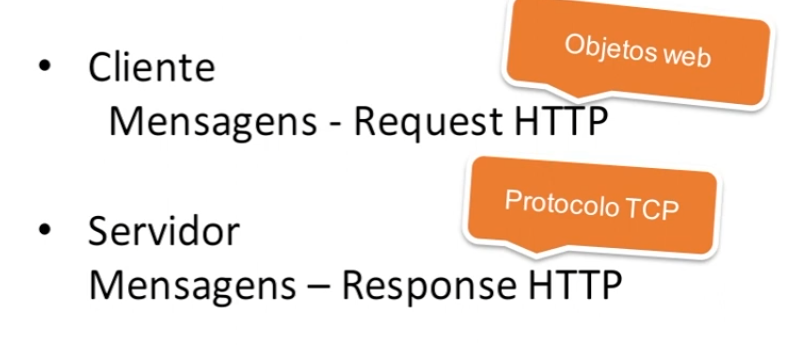 Objetos web
• Cliente
Mensagens - Request HTTP
Protocolo TCP
• Servidor
Mensagens – Response HTTP